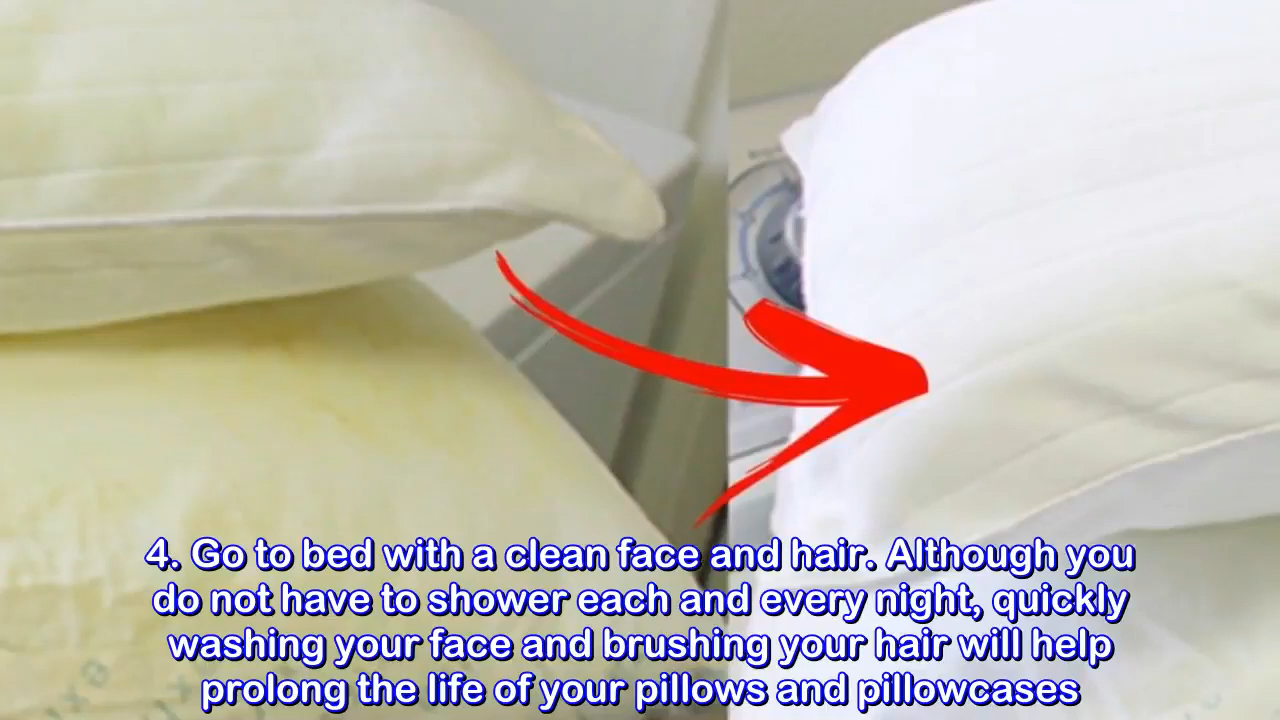 4. Go to bed with a clean face and hair. Although you
do not have to shower each and every night, quickly
washing your face and brushing your hair will help
prolong the life of your pillows and pillowcases